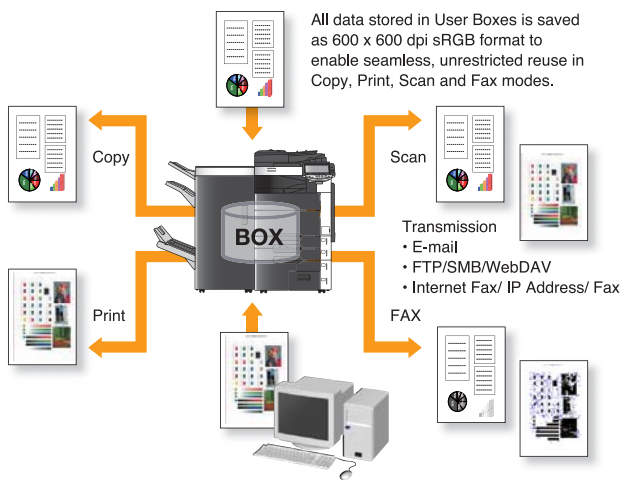 All data stored in User Boxes is saved
as 600 x 600 dpi sRGB format to
enable seamless, unrestricted reuse in
Copy, Print, Scan and Fax modes.
Copy
Scan
BOX
Transmission
• E-mail
• FTP/SMB/WebDAV
• Internet Fax/ IP Address/ Fax
Print
FAX